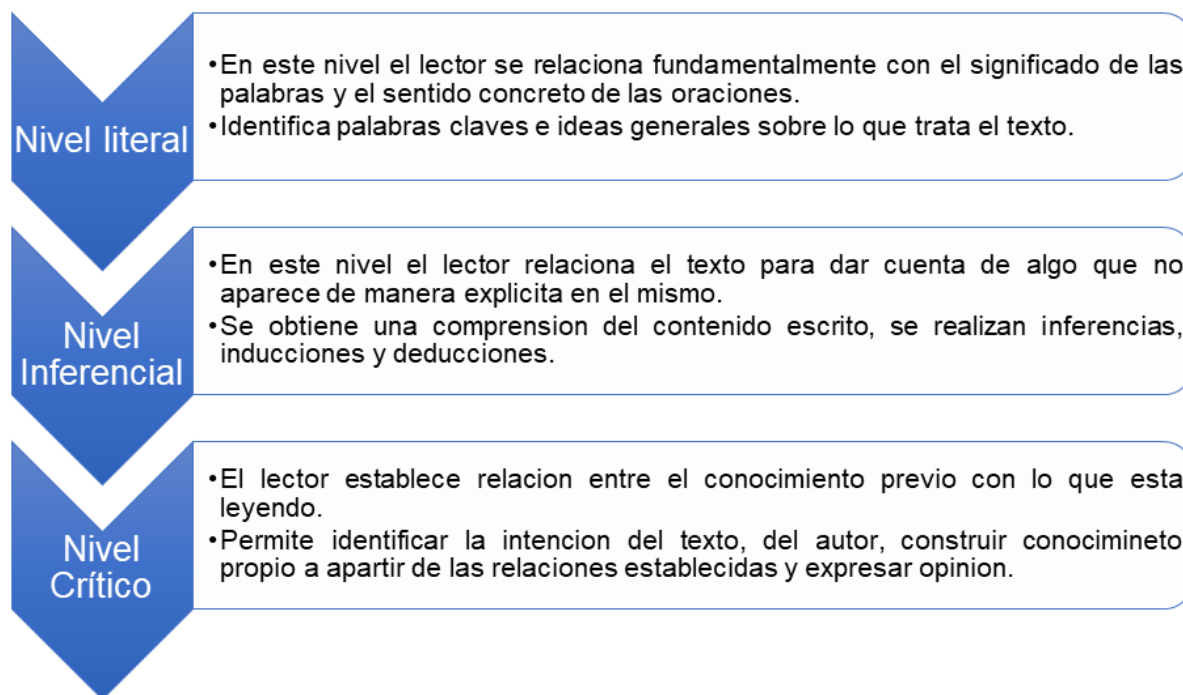 Nivel literal
•En este nivel el lector se relaciona fundamentalmente con el significado de las
palabras y el sentido concreto de las oraciones.
•Identifica palabras claves e ideas generales sobre lo que trata el texto.
Nivel
Inferencial
•En este nivel el lector relaciona el texto para dar cuenta de algo que no
aparece de manera explicita en el mismo.
•Se obtiene una comprension del contenido escrito, se realizan inferencias,
inducciones y deducciones.
Nivel
Crítico
•El lector establece relacion entre el conocimiento previo con lo que esta
leyendo.
•Permite identificar la intencion del texto, del autor, construir conocimineto
propio a apartir de las relaciones establecidas y expresar opinion.